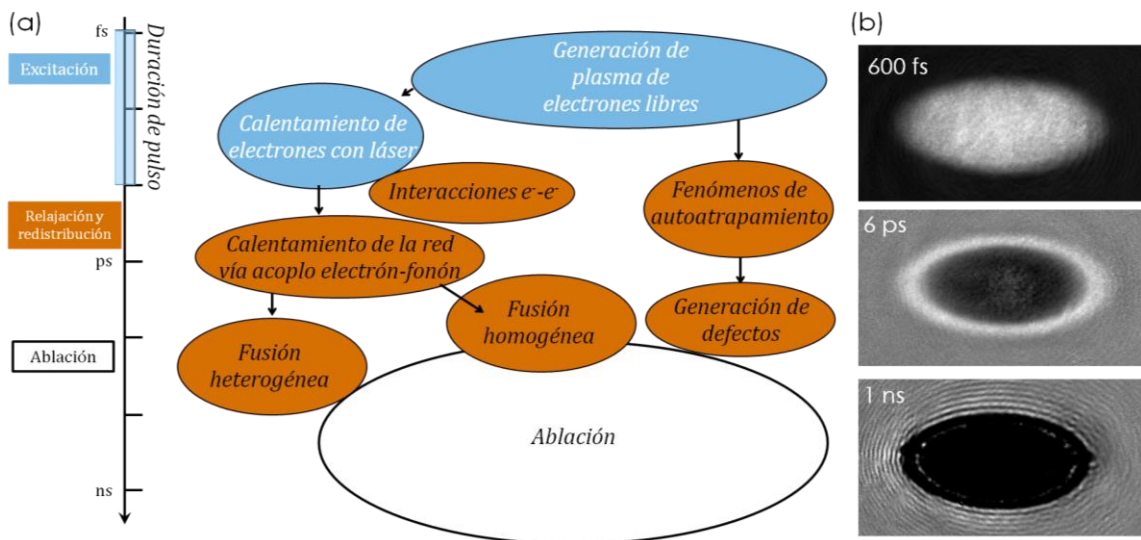 (a)
fs
Duración de pulso
Excitación
Relajación y
redistribución
ps
Ablación
ns
Generación de
plasma de
electrones libres
Calentamiento de
electrones con láser
Interacciones e⁻-e⁻
Fenómenos de
autoatrapamiento
Calentamiento de la red
vía acoplo electrón-fonón
Fusión
homogénea
Generación de
defectos
Fusión
heterogénea
Ablación
(b)
600 fs
6 ps
1 ns